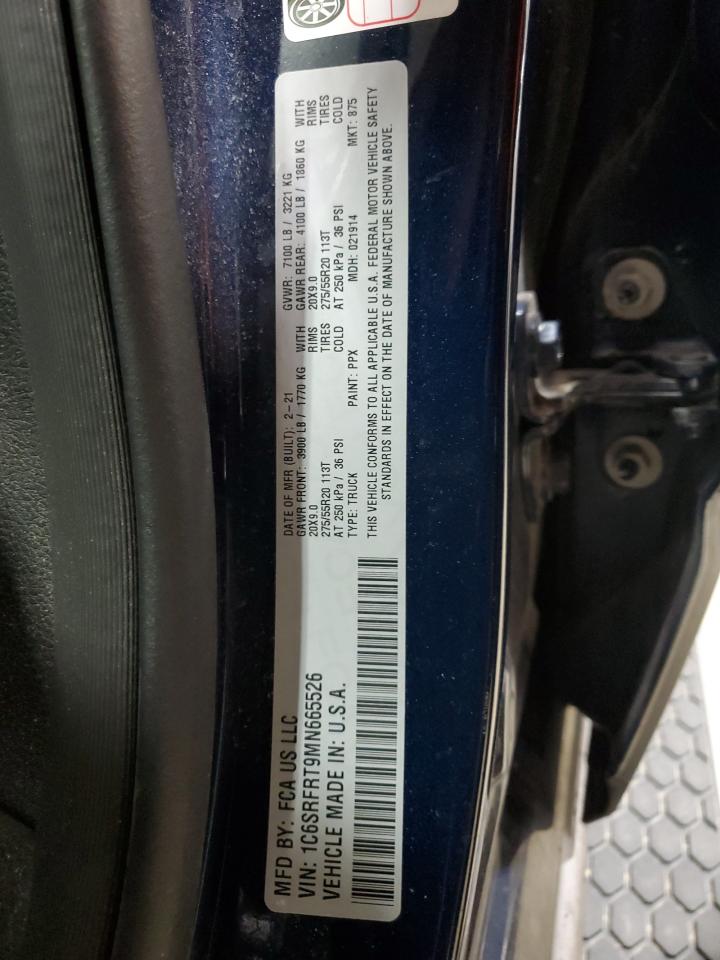 MFD BY: FCA US LLC
VIN: 1C6SRFRT9MN665526
VEHICLE MADE IN: U.S.A.
DATE OF MFR (BUILT): 2-21 GVWR: 7100 LB / 3221 KG
GAWR FRONT: 3900 LB / 1770 KG WITH GAWR REAR: 4100 LB / 1860 KG WITH
20X9.0 RIMS 20X9.0 RIMS
275/55R20 113T TIRES 275/55R20 113T TIRES
AT 250 kPa / 36 PSI COLD AT 250 kPa / 36 PSI COLD
TYPE: TRUCK PAINT: PPX MDH: 021914 MKT: 875
THIS VEHICLE CONFORMS TO ALL APPLICABLE U.S.A. FEDERAL MOTOR VEHICLE SAFETY
STANDARDS IN EFFECT ON THE DATE OF MANUFACTURE SHOWN ABOVE.